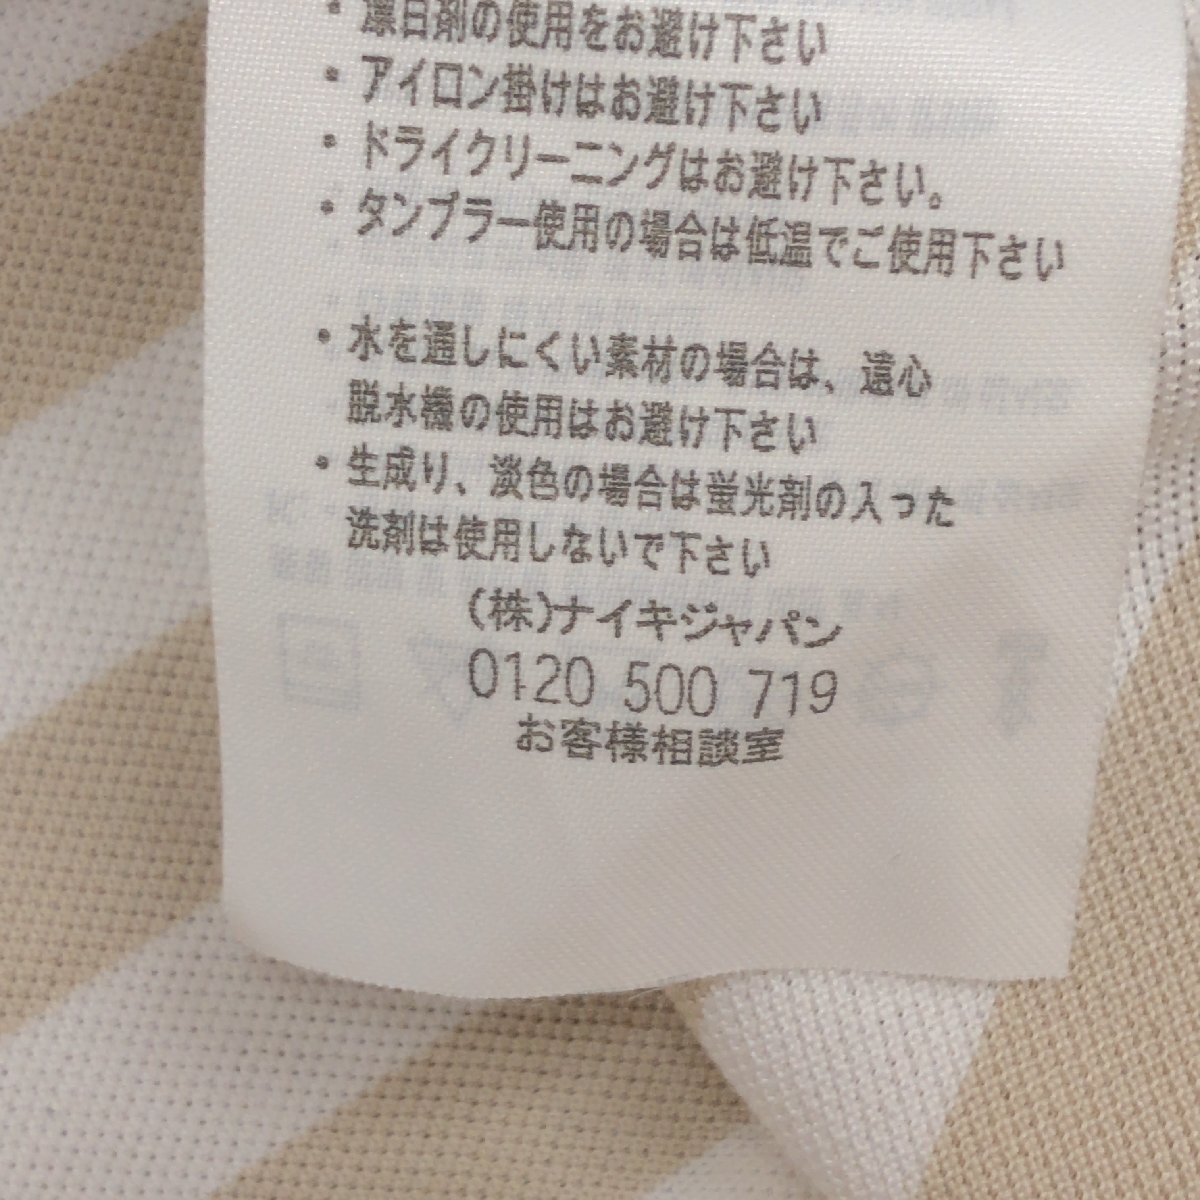 ・漂白剤の使用をお避け下さい
・アイロン掛けはお避け下さい
・ドライクリーニングはお避け下さい。
・タンブラー使用の場合は低温でご使用下さい
・水を通しにくい素材の場合は、遠心
脱水機の使用はお避け下さい
・生成り、淡色の場合は蛍光剤の入った
洗剤は使用しないで下さい
(株)ナイキジャパン
0120 500 719
お客様相談室